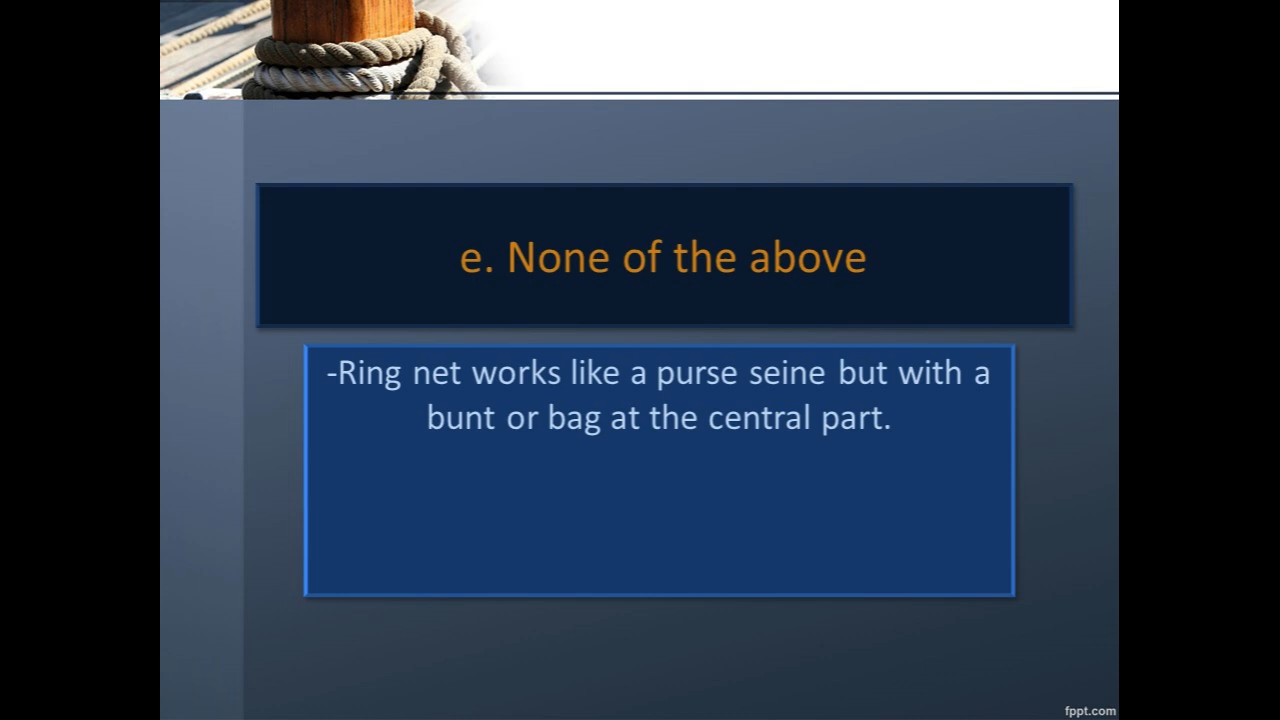 e. None of the above
-Ring net works like a purse seine but with a
bunt or bag at the central part.
fppt.com